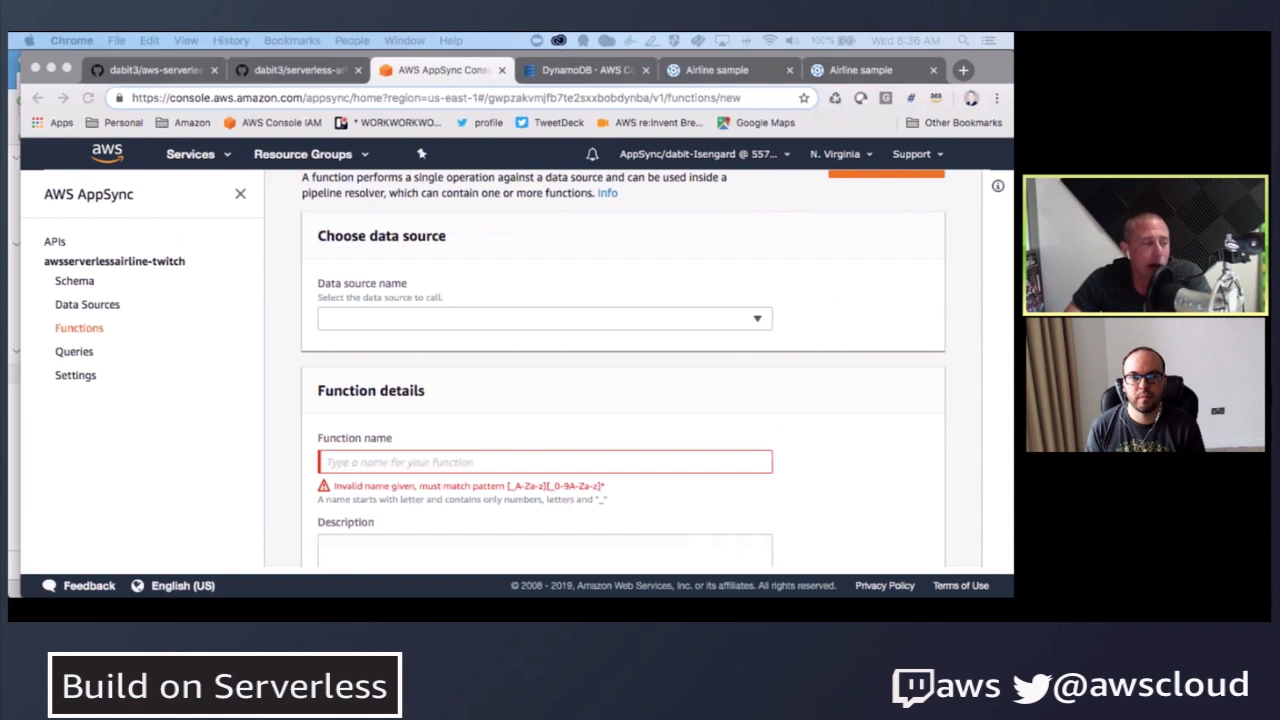 Chrome File Edit View History Bookmarks People Window Help 100% Wed 6:36 AM
dabit3/aws-serverles
dabit3/serverless-ar
AWS AppSync Cons
DynamoDB · AWS C
Airline sample
Airline sample
https://console.aws.amazon.com/appsync/home?region=us-east-1#/gwpzakvmjfb7te2sxxbobdynba/v1/functions/new
Apps Personal Amazon AWS Console IAM * WORKWORKWO... profile TweetDeck AWS re:Invent Bre... Google Maps Other Bookmarks
aws Services Resource Groups AppSync/dabit-Isengard @ 557... N. Virginia Support
AWS AppSync
APIs
awsserverlessairline-twitch
Schema
Data Sources
Functions
Queries
Settings
A function performs a single operation against a data source and can be used inside a
pipeline resolver, which can contain one or more functions. Info
Choose data source
Data source name
Select the data source to call.
Function details
Function name
Type a name for your function
Invalid name given, must match pattern [_A-Za-z][_0-9A-Za-z]*
A name starts with letter and contains only numbers, letters and "_"
Description
Feedback English (US) © 2008 - 2019, Amazon Web Services, Inc. or its affiliates. All rights reserved. Privacy Policy Terms of Use
Build on Serverless
aws @awscloud